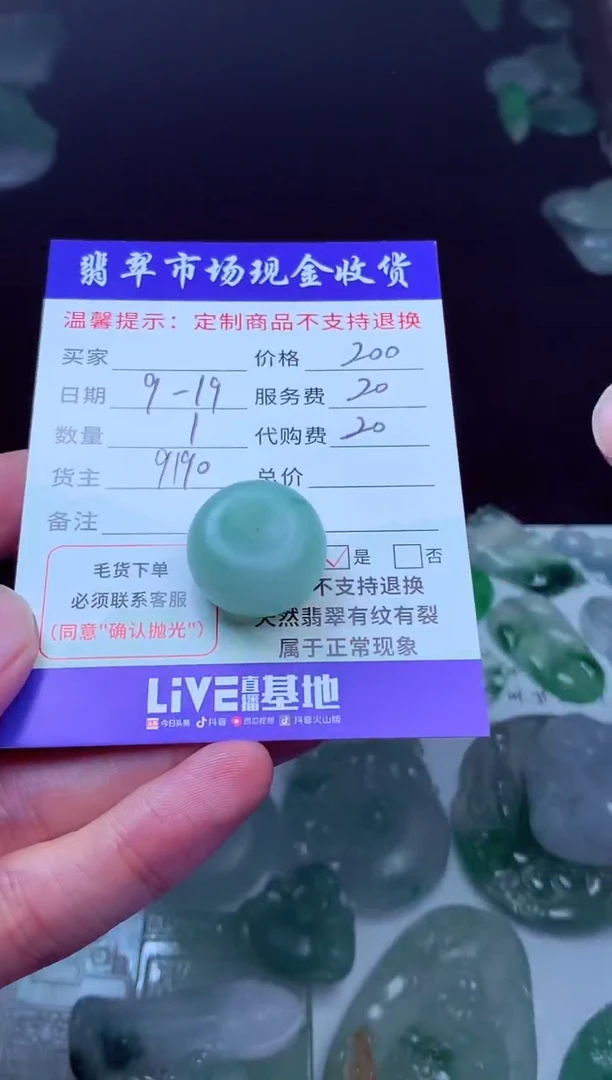 翡翠市场现金收货
温馨提示：定制商品不支持退换
买家 价格 200
日期 9-19 服务费 20
数量 1 代购费 20
货主 9190 总价
备注
是 否
毛货下单
必须联系客服
(同意"确认抛光")
不支持退换
天然翡翠有纹有裂
属于正常现象
LiVE直播基地
今日头条 抖音 西瓜视频 抖音火山版